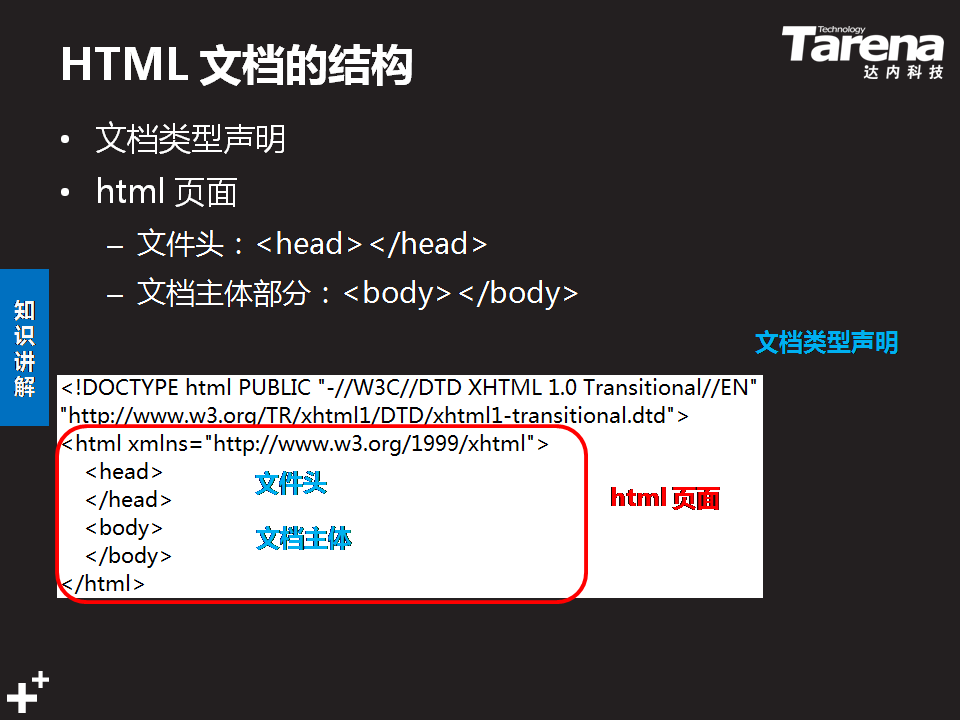 HTML 文档的结构
Technology
Tarena
达内科技
• 文档类型声明
• html 页面
– 文件头：<head></head>
– 文档主体部分：<body></body>
知识讲解
文档类型声明
<!DOCTYPE html PUBLIC "-//W3C//DTD XHTML 1.0 Transitional//EN"
"http://www.w3.org/TR/xhtml1/DTD/xhtml1-transitional.dtd">
<html xmlns="http://www.w3.org/1999/xhtml">
<head>
文件头
</head>
html 页面
<body>
文档主体
</body>
</html>